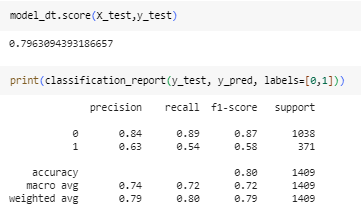 model_dt.score(X_test,y_test)
0.7963094393186657
print(classification_report(y_test, y_pred, labels=[0,1]))
precision recall f1-score support
0 0.84 0.89 0.87 1038
1 0.63 0.54 0.58 371
accuracy 0.80 1409
macro avg 0.74 0.72 0.72 1409
weighted avg 0.79 0.80 0.79 1409